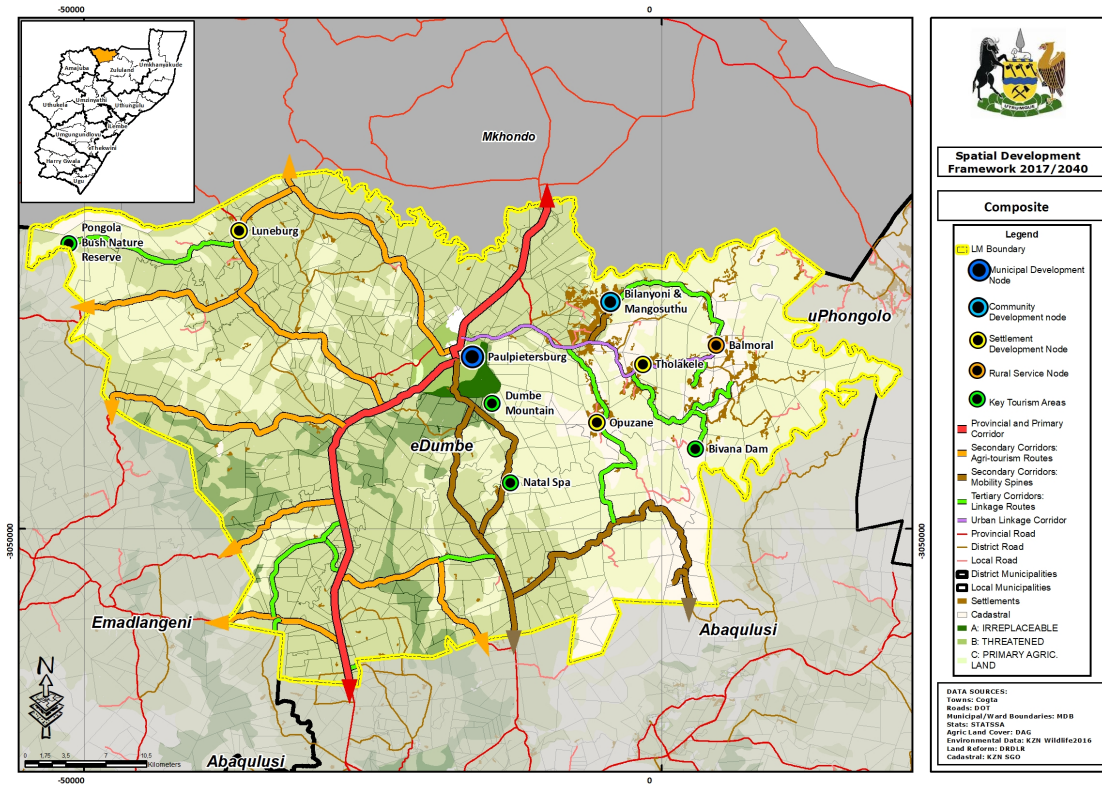 -50000
0
Amajuba
Zululand
Umkhanyakude
Uthukela
Umzinyathi
Uthungulu
iLembe
Umgungundlovu
eThekwini
Harry Gwala
Ugu
Mkhondo
Pongola
Bush Nature
Reserve
Luneburg
Bilanyoni &
Mangosuthu
uPhongolo
Balmoral
Paulpietersburg
Tholakele
Dumbe
Mountain
Opuzane
eDumbe
Bivana Dam
Natal Spa
-3050000
-3050000
Emadlangeni
Abaqulusi
N
0 1.75 3.5 7 10.5
Kilometers
Abaqulusi
-50000
0
Spatial Development
Framework 2017/2040
Composite
Legend
LM Boundary
Municipal Development
Node
Community
Development node
Settlement
Development Node
Rural Service Node
Key Tourism Areas
Provincial and Primary
Corridor
Secondary Corridors:
Agri-tourism Routes
Secondary Corridors:
Mobility Spines
Tertiary Corridors:
Linkage Routes
Urban Linkage Corridor
Provincial Road
District Road
Local Road
District Municipalities
Local Municipalities
Settlements
Cadastral
A: IRREPLACEABLE
B: THREATENED
C: PRIMARY AGRIC.
LAND
DATA SOURCES:
Towns: Cogta
Roads: DOT
Municipal/Ward Boundaries: MDB
Stats: STATSSA
Agric Land Cover: DAG
Environmental Data: KZN Wildlife2016
Land Reform: DRDLR
Cadastral: KZN SGO